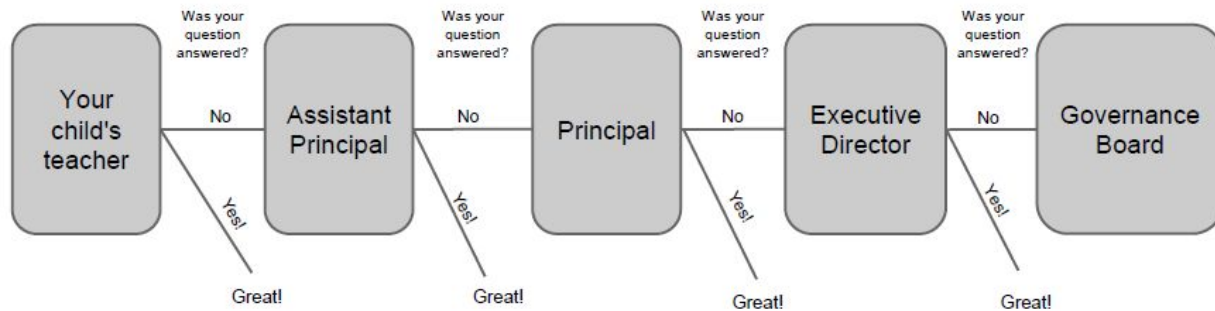 Your
child's
teacher
Was your
question
answered?
No
Yes!
Great!
Assistant
Principal
Was your
question
answered?
No
Yes!
Great!
Principal
Was your
question
answered?
No
Yes!
Great!
Executive
Director
Was your
question
answered?
No
Yes!
Great!
Governance
Board